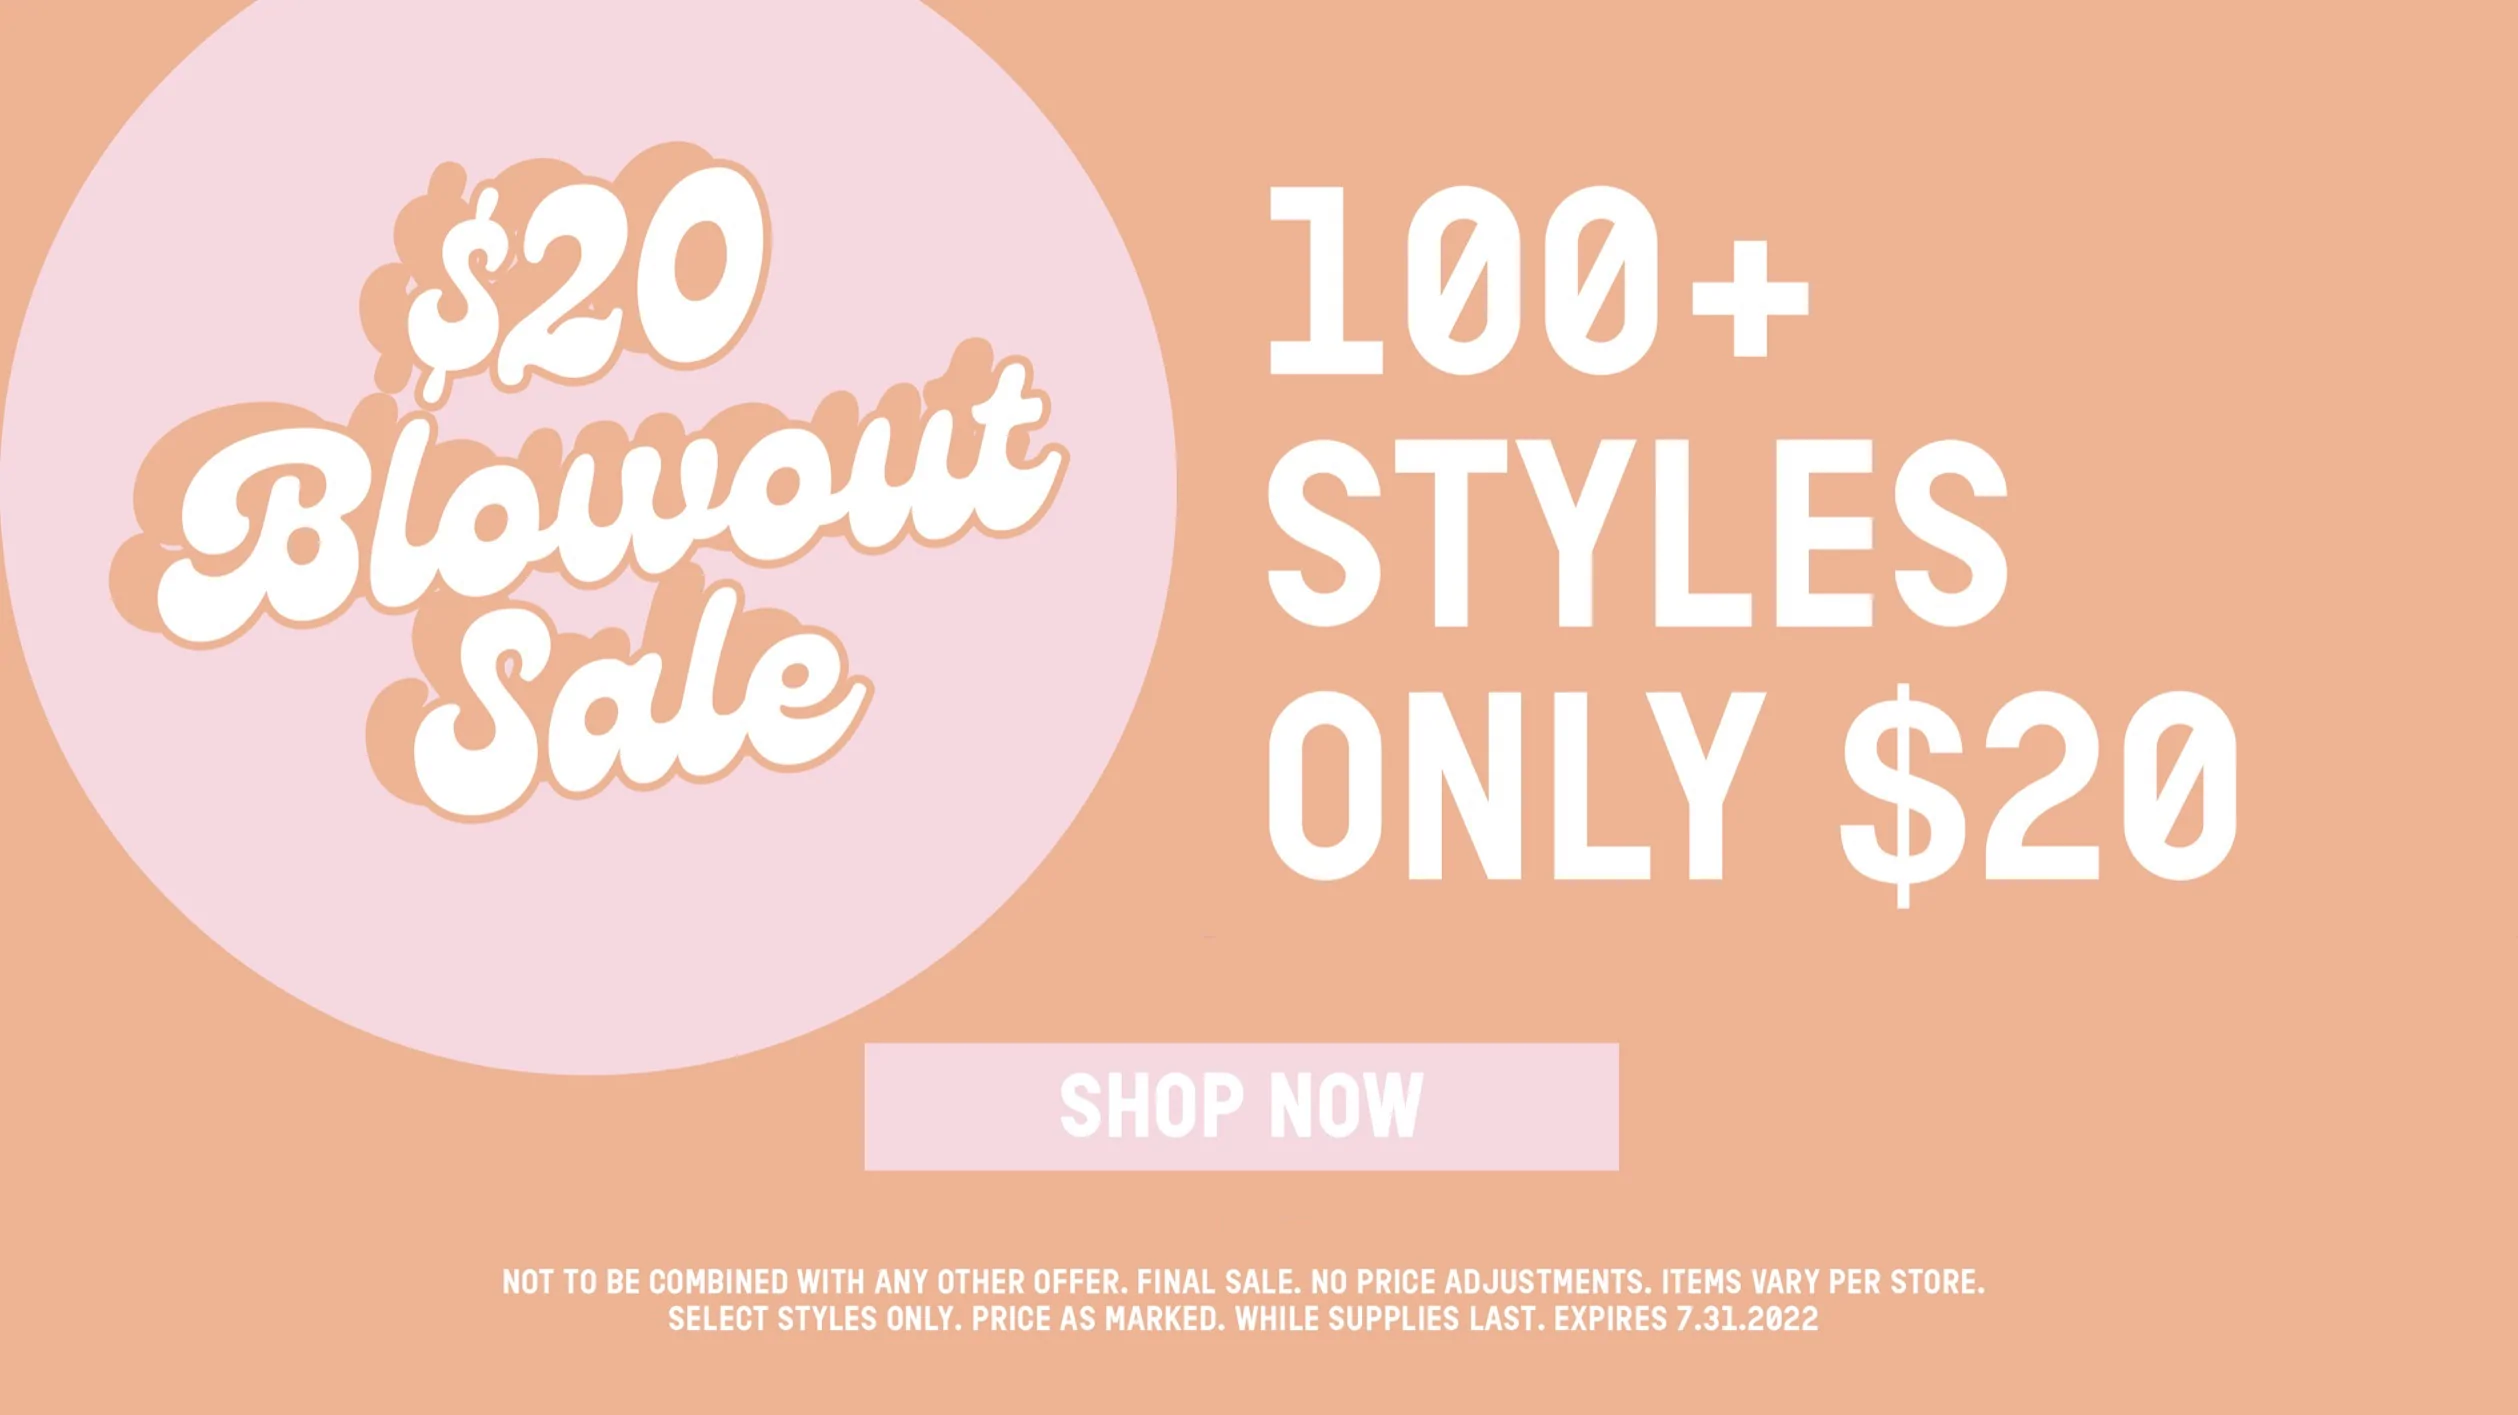 $20
Blowout
Sale
100+
STYLES
ONLY $20
SHOP NOW
NOT TO BE COMBINED WITH ANY OTHER OFFER. FINAL SALE. NO PRICE ADJUSTMENTS. ITEMS VARY PER STORE.
SELECT STYLES ONLY. PRICE AS MARKED. WHILE SUPPLIES LAST. EXPIRES 7.31.2022